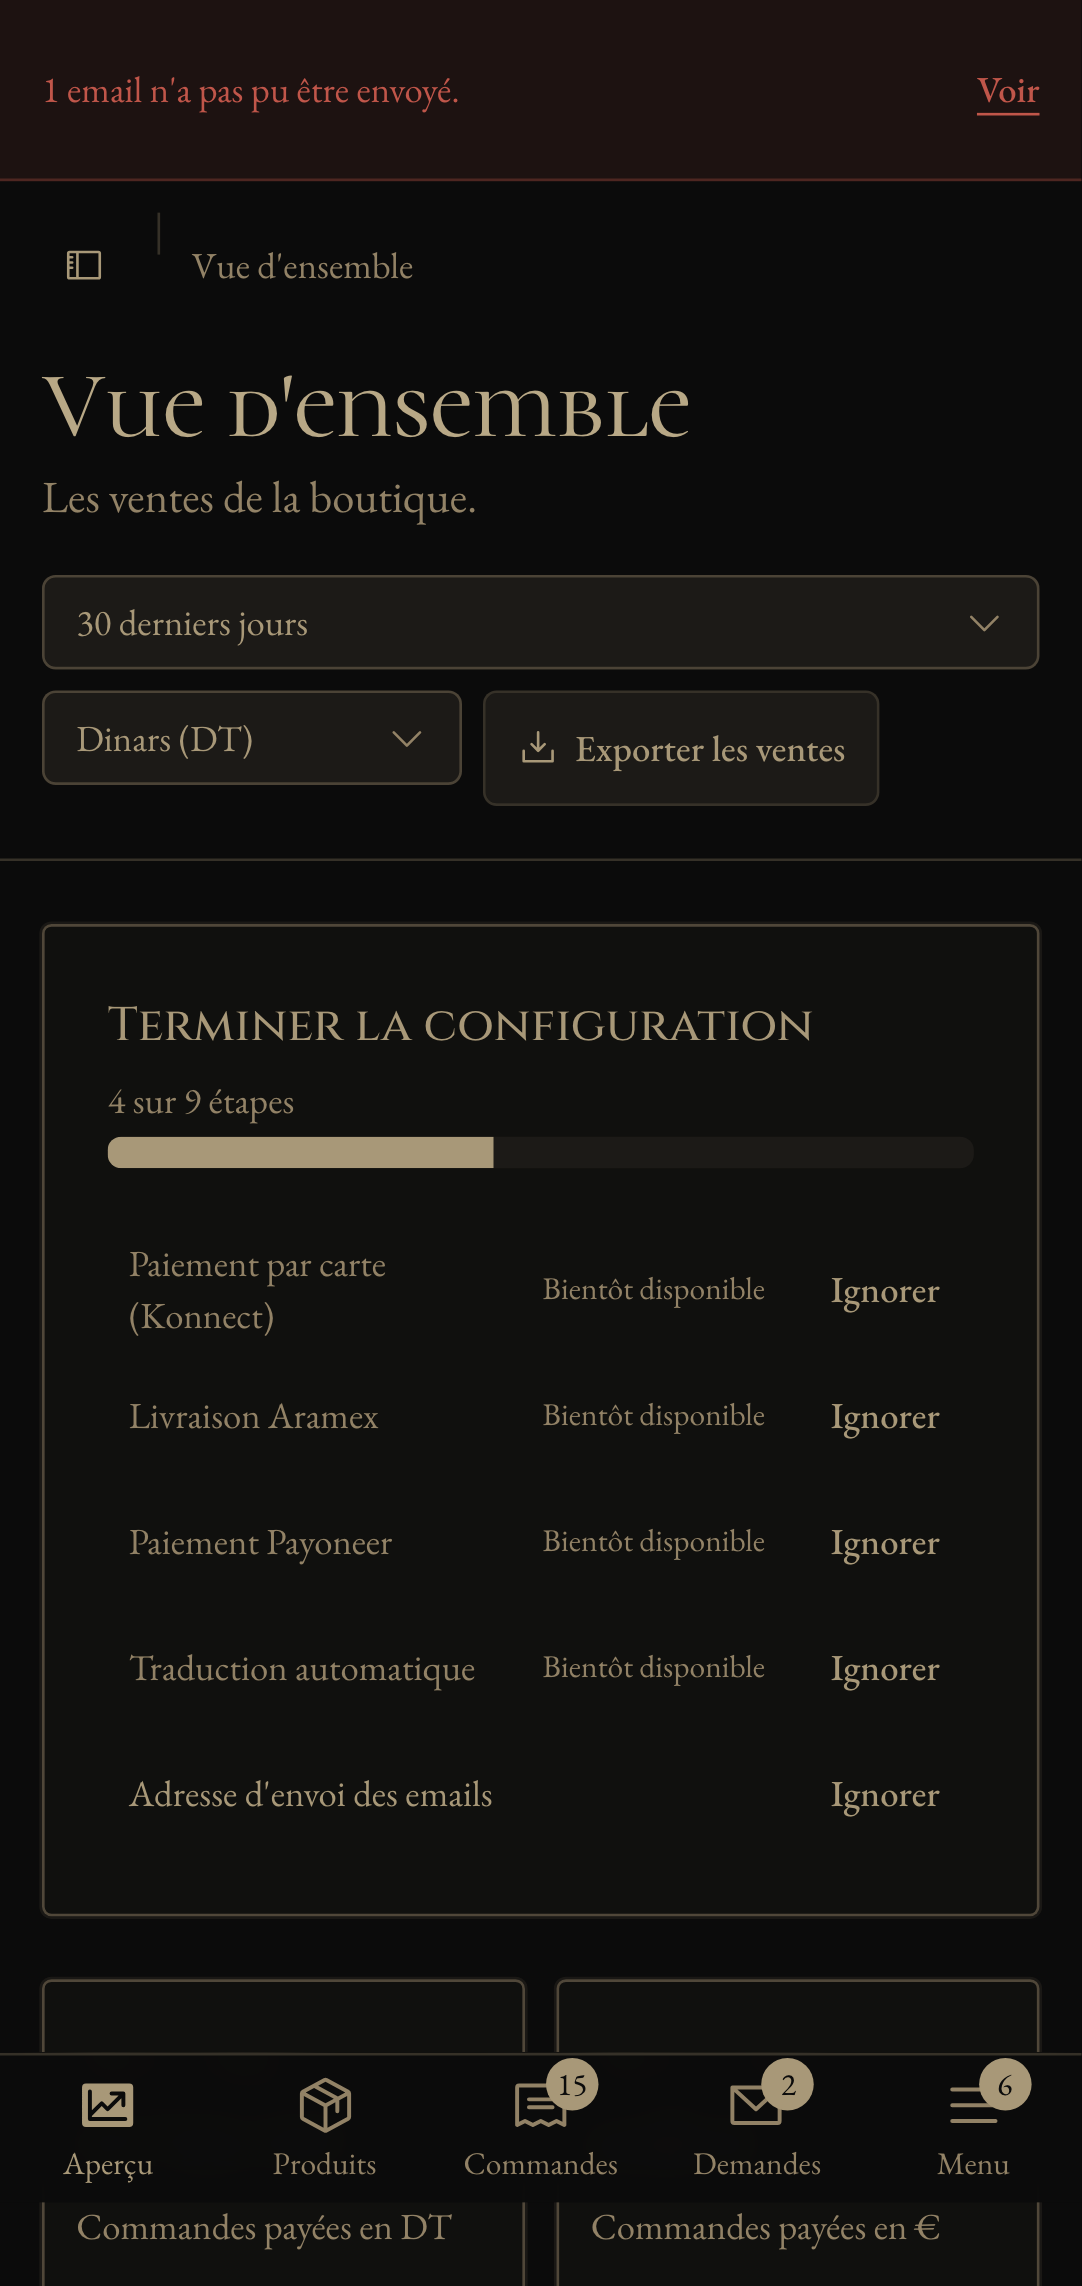 1 email n'a pas pu être envoyé.
Voir
Vue d'ensemble
Vue d'ensemble
Les ventes de la boutique.
30 derniers jours
Dinars (DT)
Exporter les ventes
Terminer la configuration
4 sur 9 étapes
Paiement par carte
(Konnect)
Bientôt disponible
Ignorer
Livraison Aramex
Bientôt disponible
Ignorer
Paiement Payoneer
Bientôt disponible
Ignorer
Traduction automatique
Bientôt disponible
Ignorer
Adresse d'envoi des emails
Ignorer
15
2
6
Aperçu
Produits
Commandes
Demandes
Menu
Commandes payées en DT
Commandes payées en €